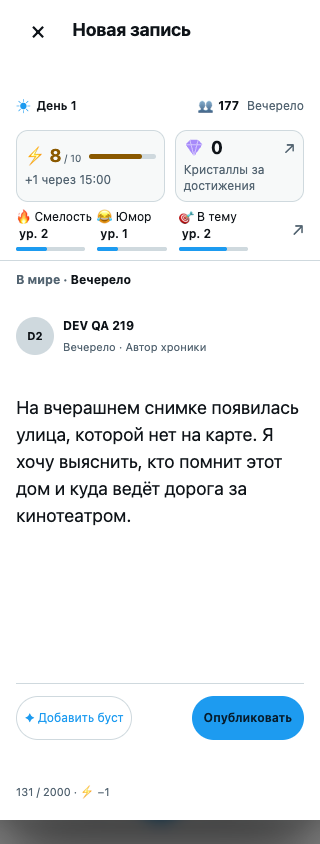 Новая запись
День 1
177 Вечерело
8 / 10
+1 через 15:00
0
Кристаллы за
достижения
Смелость
ур. 2
Юмор
ур. 1
В тему
ур. 2
В мире · Вечерело
D2
DEV QA 219
Вечерело · Автор хроники
На вчерашнем снимке появилась
улица, которой нет на карте. Я
хочу выяснить, кто помнит этот
дом и куда ведёт дорога за
кинотеатром.
Добавить буст
Опубликовать
131 / 2000 · ⚡ −1